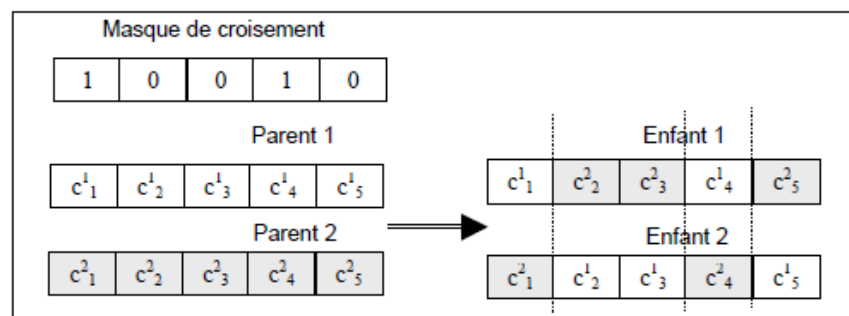 Masque de croisement
1 0 0 1 0
Parent 1
c¹₁ c¹₂ c¹₃ c¹₄ c¹₅
Parent 2
c²₁ c²₂ c²₃ c²₄ c²₅
Enfant 1
c¹₁ c²₂ c²₃ c¹₄ c²₅
Enfant 2
c²₁ c¹₂ c¹₃ c²₄ c¹₅